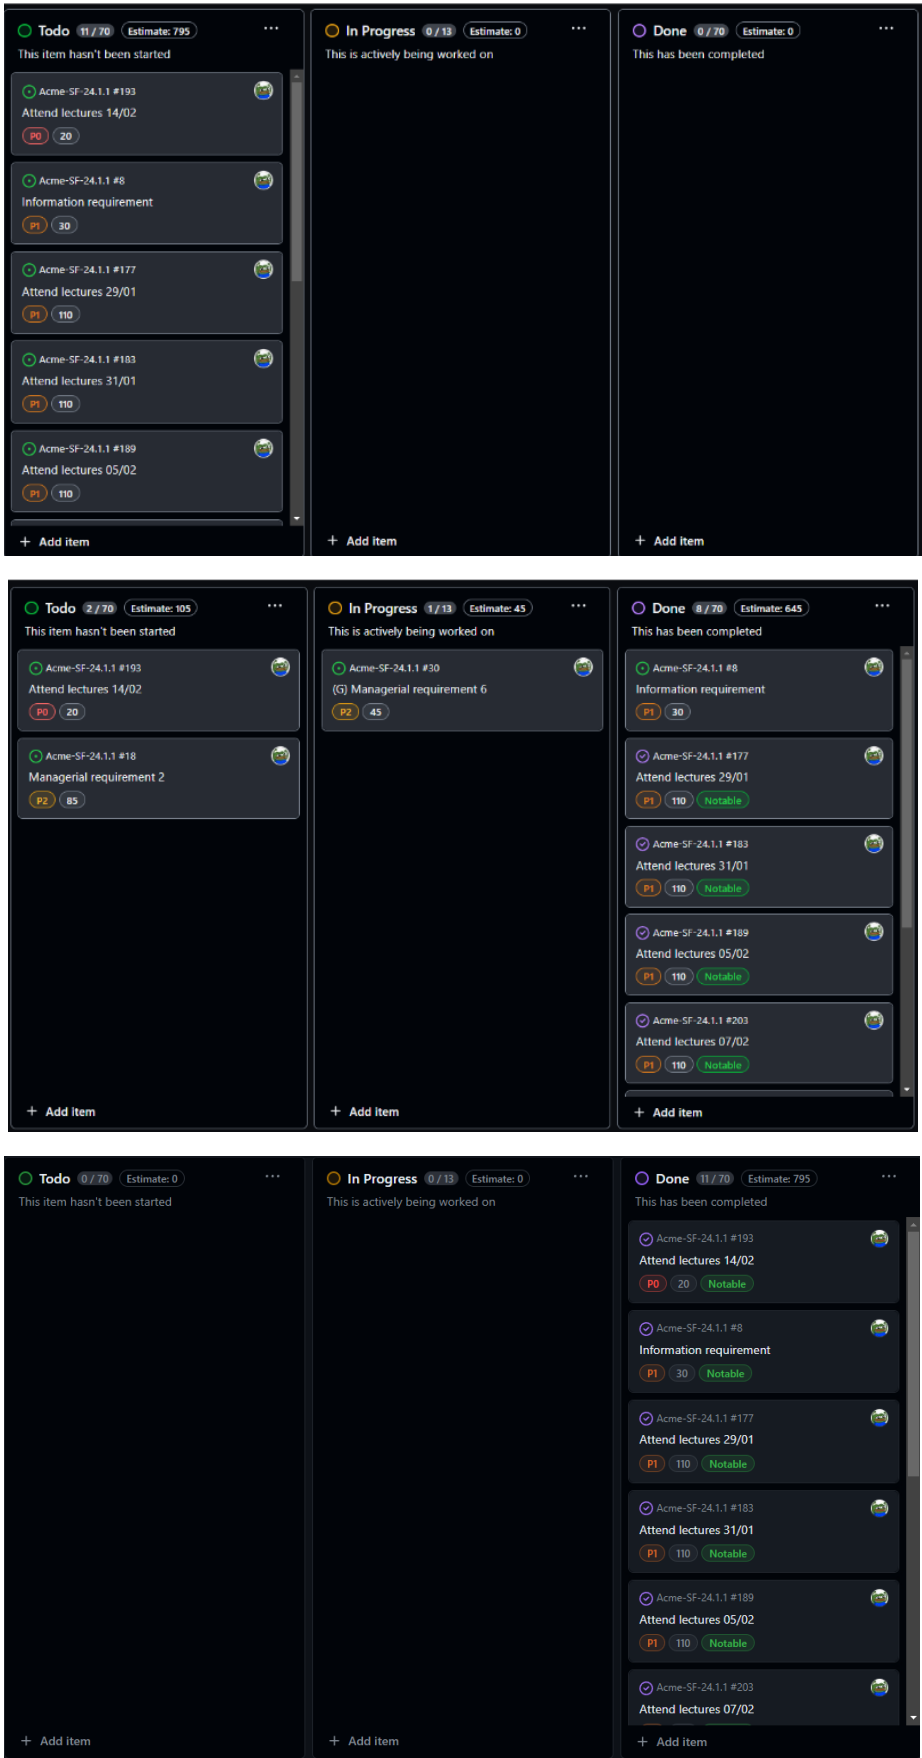 Todo 11 / 70 Estimate: 795 ...
This item hasn't been started
Acme-SF-24.1.1 #193
Attend lectures 14/02
P0 20
Acme-SF-24.1.1 #8
Information requirement
P1 30
Acme-SF-24.1.1 #177
Attend lectures 29/01
P1 110
Acme-SF-24.1.1 #183
Attend lectures 31/01
P1 110
Acme-SF-24.1.1 #189
Attend lectures 05/02
P1 110
+ Add item
In Progress 0 / 13 Estimate: 0 ...
This is actively being worked on
+ Add item
Done 0 / 70 Estimate: 0 ...
This has been completed
+ Add item
Todo 2 / 70 Estimate: 105 ...
This item hasn't been started
Acme-SF-24.1.1 #193
Attend lectures 14/02
P0 20
Acme-SF-24.1.1 #18
Managerial requirement 2
P2 85
+ Add item
In Progress 1 / 13 Estimate: 45 ...
This is actively being worked on
Acme-SF-24.1.1 #30
(G) Managerial requirement 6
P2 45
+ Add item
Done 8 / 70 Estimate: 645 ...
This has been completed
Acme-SF-24.1.1 #8
Information requirement
P1 30
Acme-SF-24.1.1 #177
Attend lectures 29/01
P1 110 Notable
Acme-SF-24.1.1 #183
Attend lectures 31/01
P1 110 Notable
Acme-SF-24.1.1 #189
Attend lectures 05/02
P1 110 Notable
Acme-SF-24.1.1 #203
Attend lectures 07/02
P1 110 Notable
+ Add item
Todo 0 / 70 Estimate: 0 ...
This item hasn't been started
+ Add item
In Progress 0 / 13 Estimate: 0 ...
This is actively being worked on
+ Add item
Done 11 / 70 Estimate: 795 ...
This has been completed
Acme-SF-24.1.1 #193
Attend lectures 14/02
P0 20 Notable
Acme-SF-24.1.1 #8
Information requirement
P1 30 Notable
Acme-SF-24.1.1 #177
Attend lectures 29/01
P1 110 Notable
Acme-SF-24.1.1 #183
Attend lectures 31/01
P1 110 Notable
Acme-SF-24.1.1 #189
Attend lectures 05/02
P1 110 Notable
Acme-SF-24.1.1 #203
Attend lectures 07/02
+ Add item